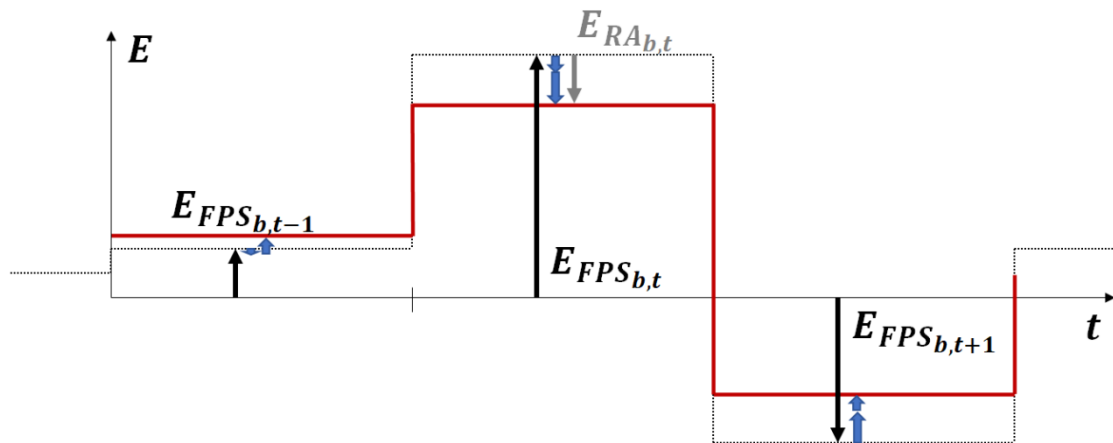 E
E_{RA_{b,t}}
E_{FPS_{b,t-1}}
E_{FPS_{b,t}}
E_{FPS_{b,t+1}}
t